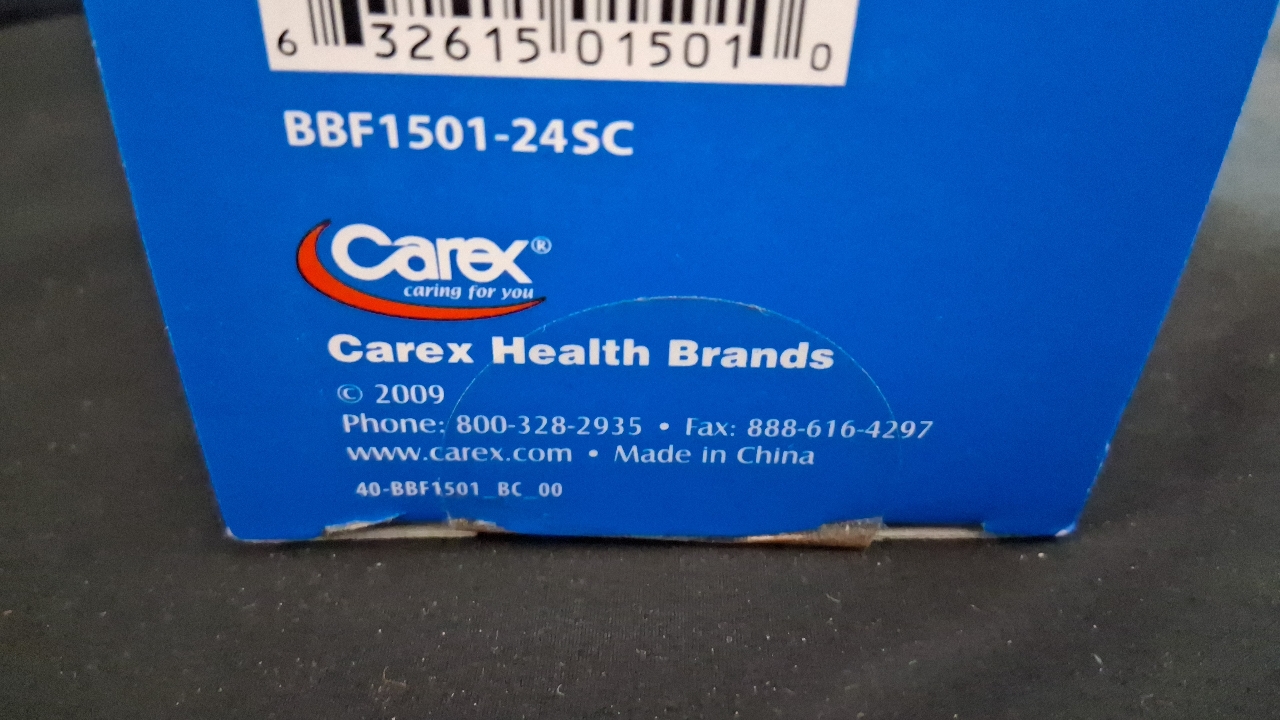 6 32615 01501 0
BBF1501-24SC
Carex®
caring for you
Carex Health Brands
© 2009
Phone: 800-328-2935 • Fax: 888-616-4297
www.carex.com • Made in China
40-BBF1501_BC_00